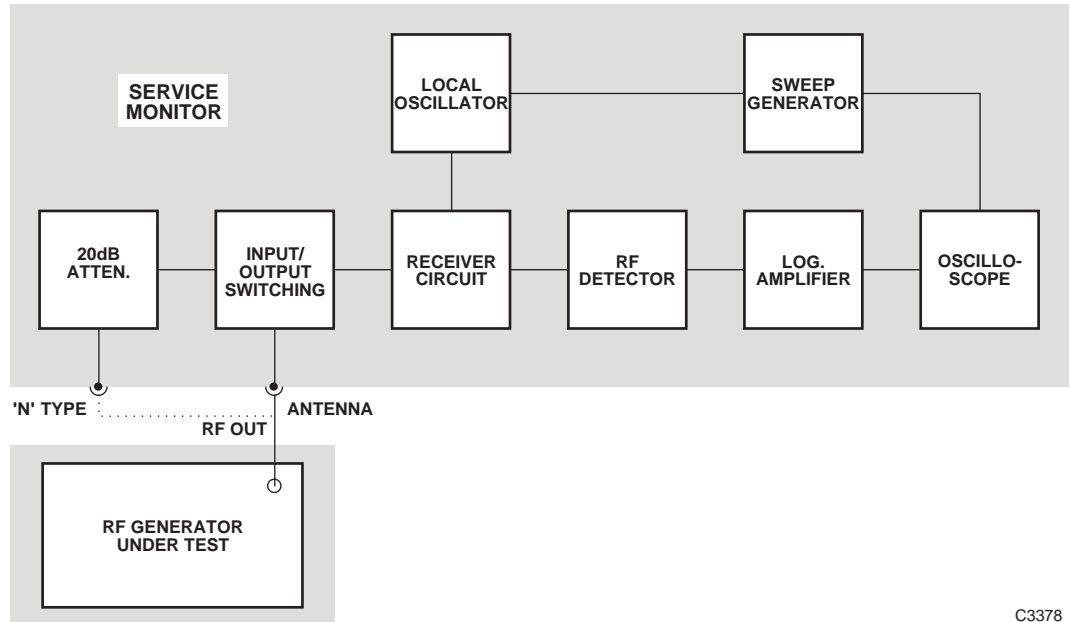 LOCAL
OSCILLATOR
SWEEP
GENERATOR
SERVICE
MONITOR
20dB
ATTEN.
INPUT/
OUTPUT
SWITCHING
RECEIVER
CIRCUIT
RF
DETECTOR
LOG.
AMPLIFIER
OSCILLO-
SCOPE
'N' TYPE
ANTENNA
RF OUT
RF GENERATOR
UNDER TEST
C3378